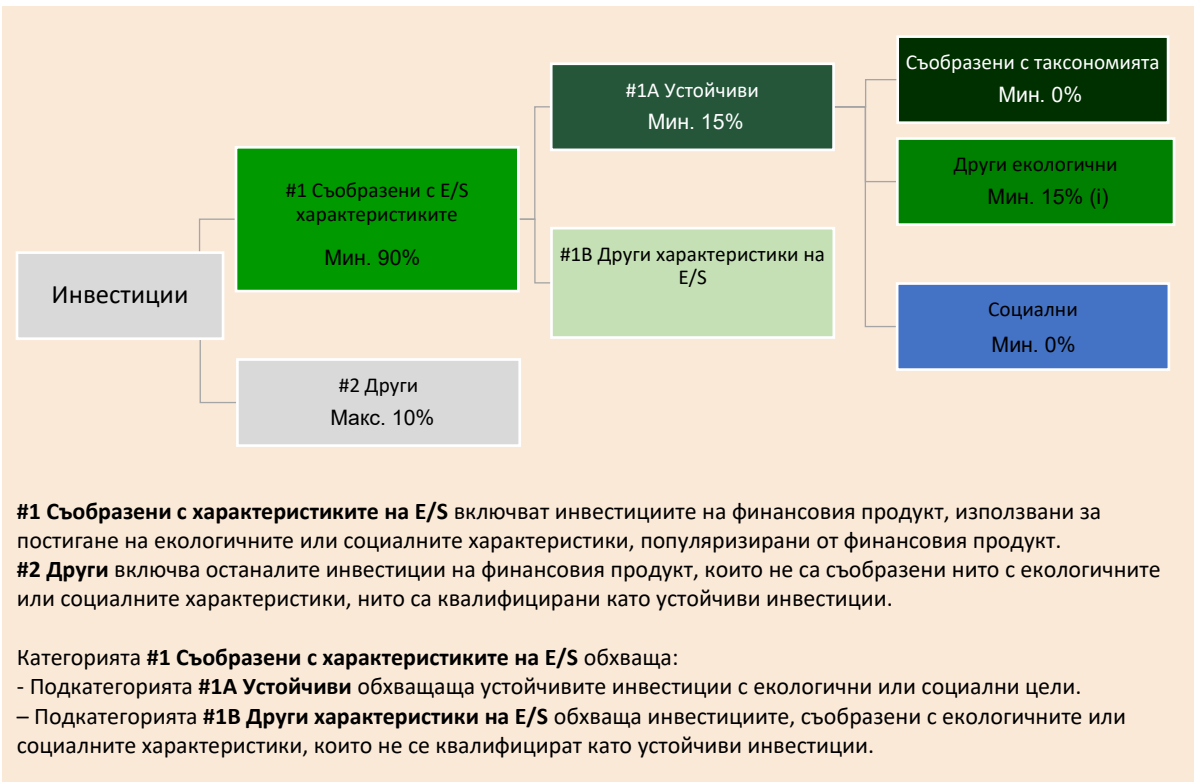 Инвестиции
#1 Съобразени с E/S
характеристиките
Мин. 90%
#2 Други
Макс. 10%
#1A Устойчиви
Мин. 15%
#1B Други характеристики на
E/S
Съобразени с таксономията
Мин. 0%
Други екологични
Мин. 15% (i)
Социални
Мин. 0%
#1 Съобразени с характеристиките на E/S включват инвестициите на финансовия продукт, използвани за
постигане на екологичните или социалните характеристики, популяризирани от финансовия продукт.
#2 Други включва останалите инвестиции на финансовия продукт, които не са съобразени нито с екологичните
или социалните характеристики, нито са квалифицирани като устойчиви инвестиции.
Категорията #1 Съобразени с характеристиките на E/S обхваща:
- Подкатегорията #1A Устойчиви обхващаща устойчивите инвестиции с екологични или социални цели.
– Подкатегорията #1B Други характеристики на E/S обхваща инвестициите, съобразени с екологичните или
социалните характеристики, които не се квалифицират като устойчиви инвестиции.